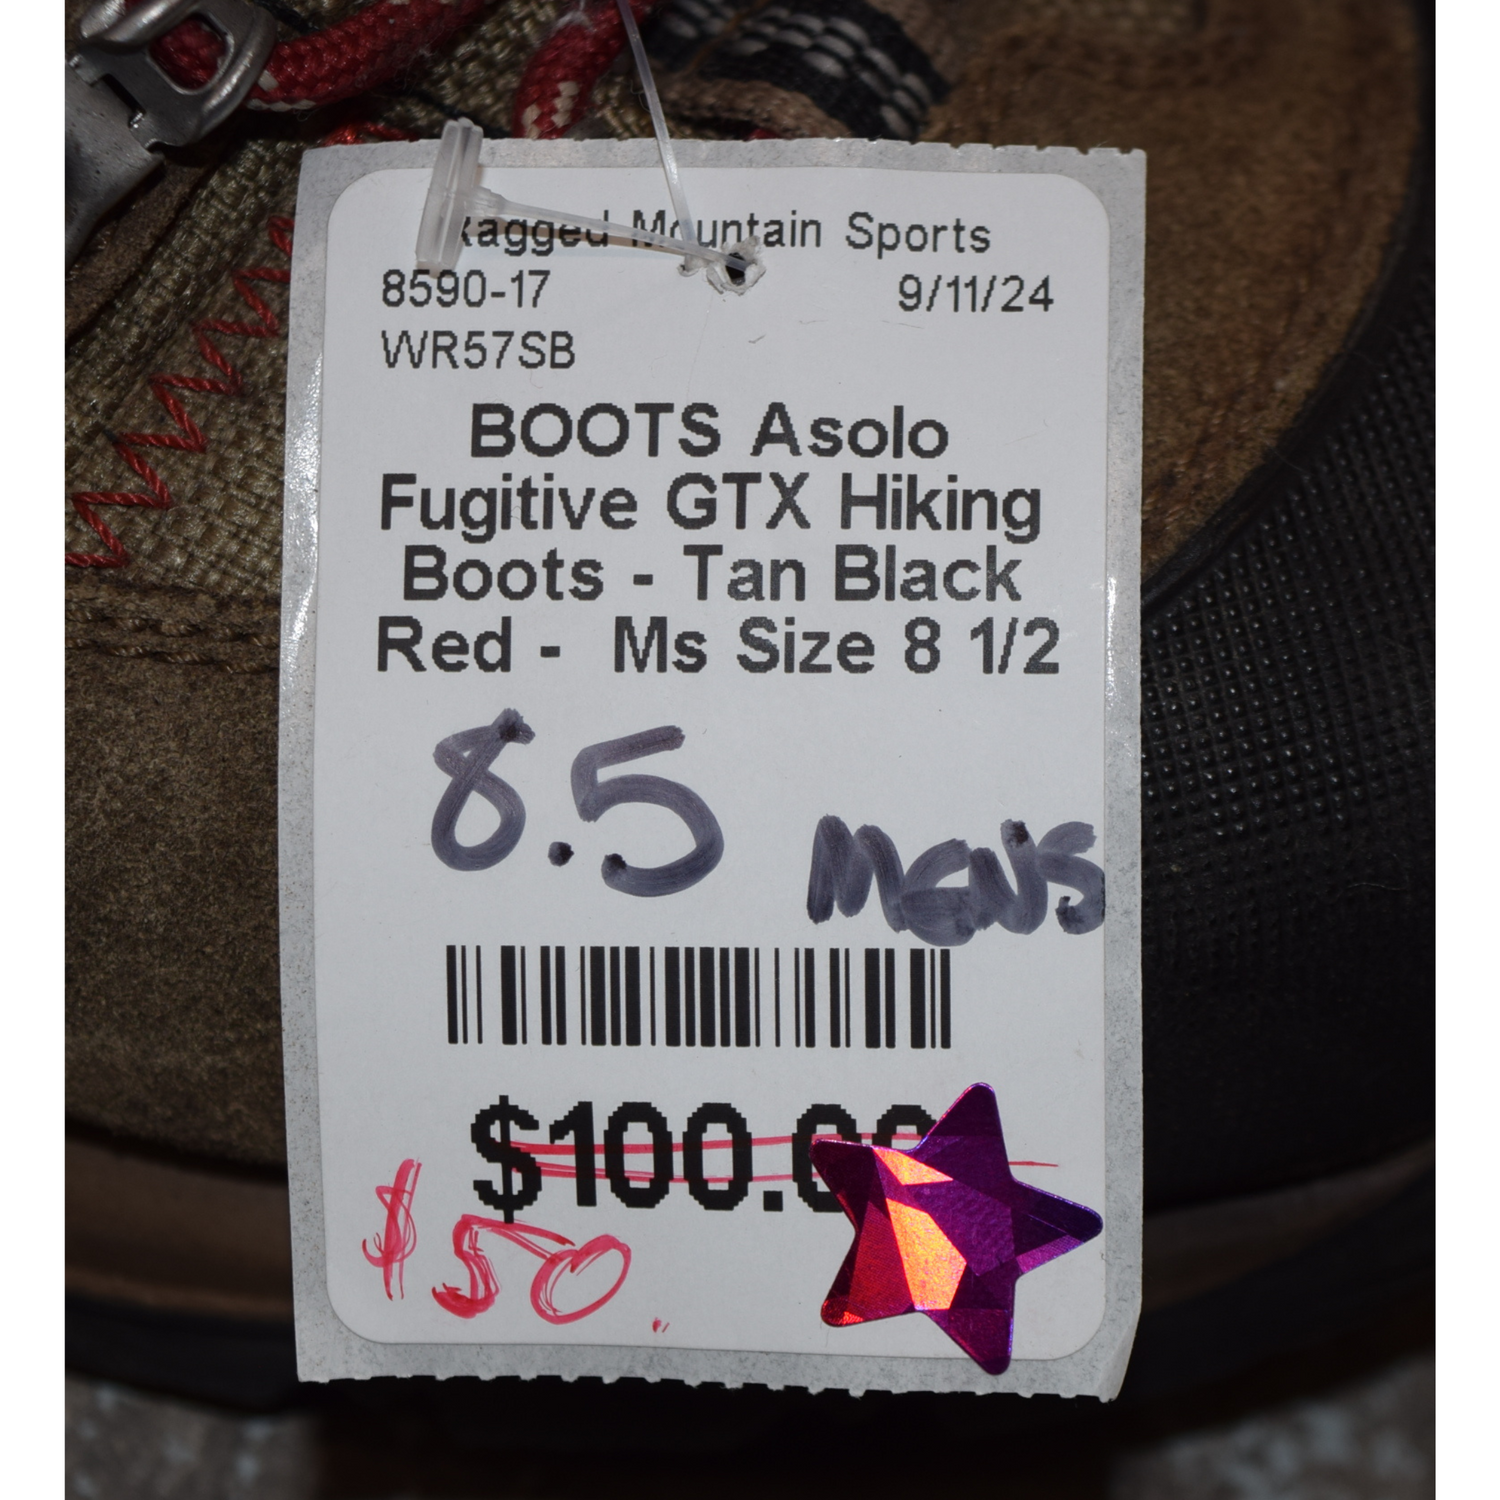 Ragged Mountain Sports
8590-17 9/11/24
WR57SB
BOOTS Asolo
Fugitive GTX Hiking
Boots - Tan Black
Red - Ms Size 8 1/2
8.5 MENS
$100.00
$50.